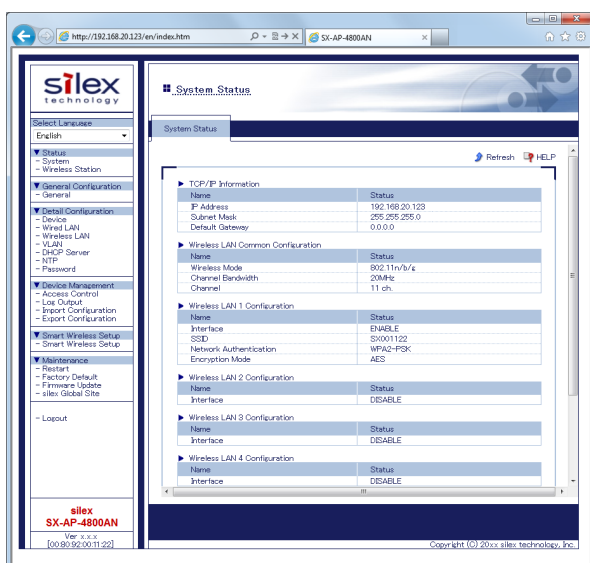 http://192.168.20.123/en/index.htm
SX-AP-4800AN
silex
technology
Select Language
English
▼ Status
- System
- Wireless Station
▼ General Configuration
- General
▼ Detail Configuration
- Device
- Wired LAN
- Wireless LAN
- VLAN
- DHCP Server
- NTP
- Password
▼ Device Management
- Access Control
- Log Output
- Import Configuration
- Export Configuration
▼ Smart Wireless Setup
- Smart Wireless Setup
▼ Maintenance
- Restart
- Factory Default
- Firmware Update
- silex Global Site
- Logout
silex
SX-AP-4800AN
Ver x.x.x
[00:80:92:00:11:22]
System Status
System Status
Refresh HELP
▶ TCP/IP Information
Name Status
IP Address 192.168.20.123
Subnet Mask 255.255.255.0
Default Gateway 0.0.0.0
▶ Wireless LAN Common Configuration
Name Status
Wireless Mode 802.11n/b/g
Channel Bandwidth 20MHz
Channel 11 ch.
▶ Wireless LAN 1 Configuration
Name Status
Interface ENABLE
SSID SX001122
Network Authentication WPA2-PSK
Encryption Mode AES
▶ Wireless LAN 2 Configuration
Name Status
Interface DISABLE
▶ Wireless LAN 3 Configuration
Name Status
Interface DISABLE
▶ Wireless LAN 4 Configuration
Name Status
Interface DISABLE
Copyright (C) 20xx silex technology, Inc.